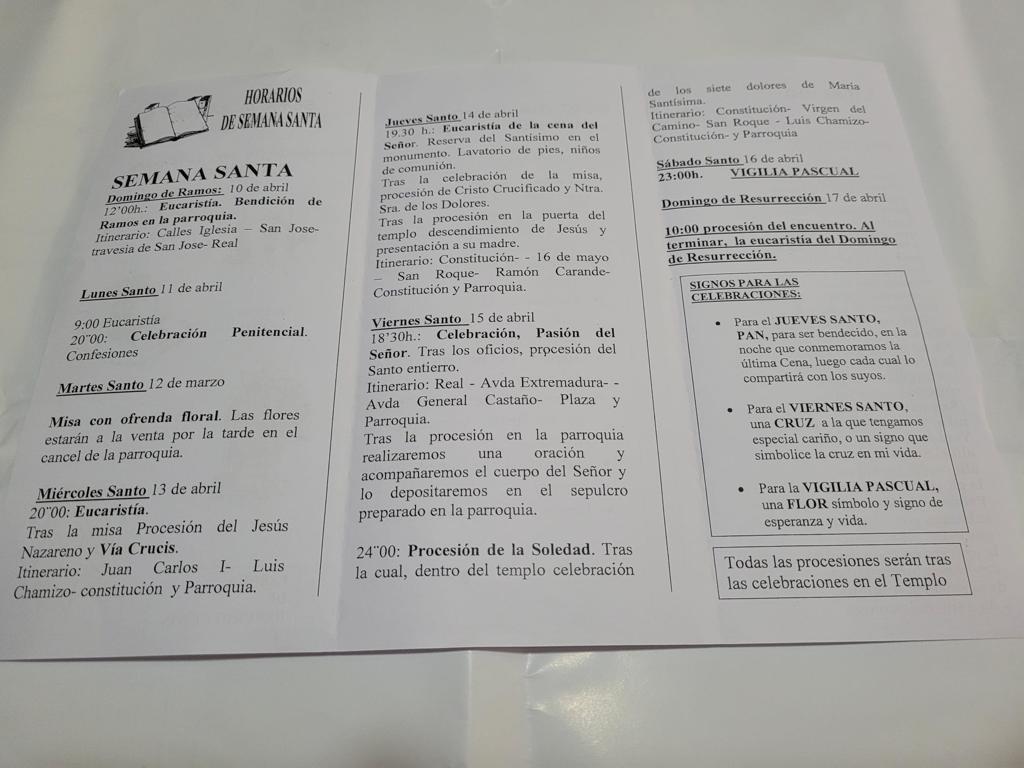 HORARIOS
DE SEMANA SANTA
SEMANA SANTA
Domingo de Ramos: 10 de abril
12'00h.: Eucaristía. Bendición de
Ramos en la parroquia.
Itinerario: Calles Iglesia – San Jose-
travesia de San Jose- Real
Lunes Santo 11 de abril
9:00 Eucaristía
20¨00: Celebración Penitencial.
Confesiones
Martes Santo 12 de marzo
Misa con ofrenda floral. Las flores
estarán a la venta por la tarde en el
cancel de la parroquia.
Miércoles Santo 13 de abril
20¨00: Eucaristía.
Tras la misa Procesión del Jesús
Nazareno y Vía Crucis.
Itinerario: Juan Carlos I- Luis
Chamizo- constitución y Parroquia.
Jueves Santo 14 de abril
19.30 h.: Eucaristía de la cena del
Señor. Reserva del Santísimo en el
monumento. Lavatorio de pies, niños
de comunión.
Tras la celebración de la misa,
procesión de Cristo Crucificado y Ntra.
Sra. de los Dolores.
Tras la procesión en la puerta del
templo descendimiento de Jesús y
presentación a su madre.
Itinerario: Constitución- - 16 de mayo
– San Roque- Ramón Carande-
Constitución y Parroquia.
Viernes Santo 15 de abril
18'30h.: Celebración, Pasión del
Señor. Tras los oficios, prpcesión del
Santo entierro.
Itinerario: Real - Avda Extremadura- -
Avda General Castaño- Plaza y
Parroquia.
Tras la procesión en la parroquia
realizaremos una oración y
acompañaremos el cuerpo del Señor y
lo depositaremos en el sepulcro
preparado en la parroquia.
24¨00: Procesión de la Soledad. Tras
la cual, dentro del templo celebración
de los siete dolores de Maria
Santísima.
Itinerario: Constitución- Virgen del
Camino- San Roque - Luis Chamizo-
Constitución- y Parroquia
Sábado Santo 16 de abril
23:00h. VIGILIA PASCUAL
Domingo de Resurrección 17 de abril
10:00 procesión del encuentro. Al
terminar, la eucaristía del Domingo
de Resurrección.
SIGNOS PARA LAS
CELEBRACIONES:
• Para el JUEVES SANTO,
PAN, para ser bendecido, en la
noche que conmemoramos la
última Cena, luego cada cual lo
compartirá con los suyos.
• Para el VIERNES SANTO,
una CRUZ a la que tengamos
especial cariño, o un signo que
simbolice la cruz en mi vida.
• Para la VIGILIA PASCUAL,
una FLOR símbolo y signo de
esperanza y vida.
Todas las procesiones serán tras
las celebraciones en el Templo